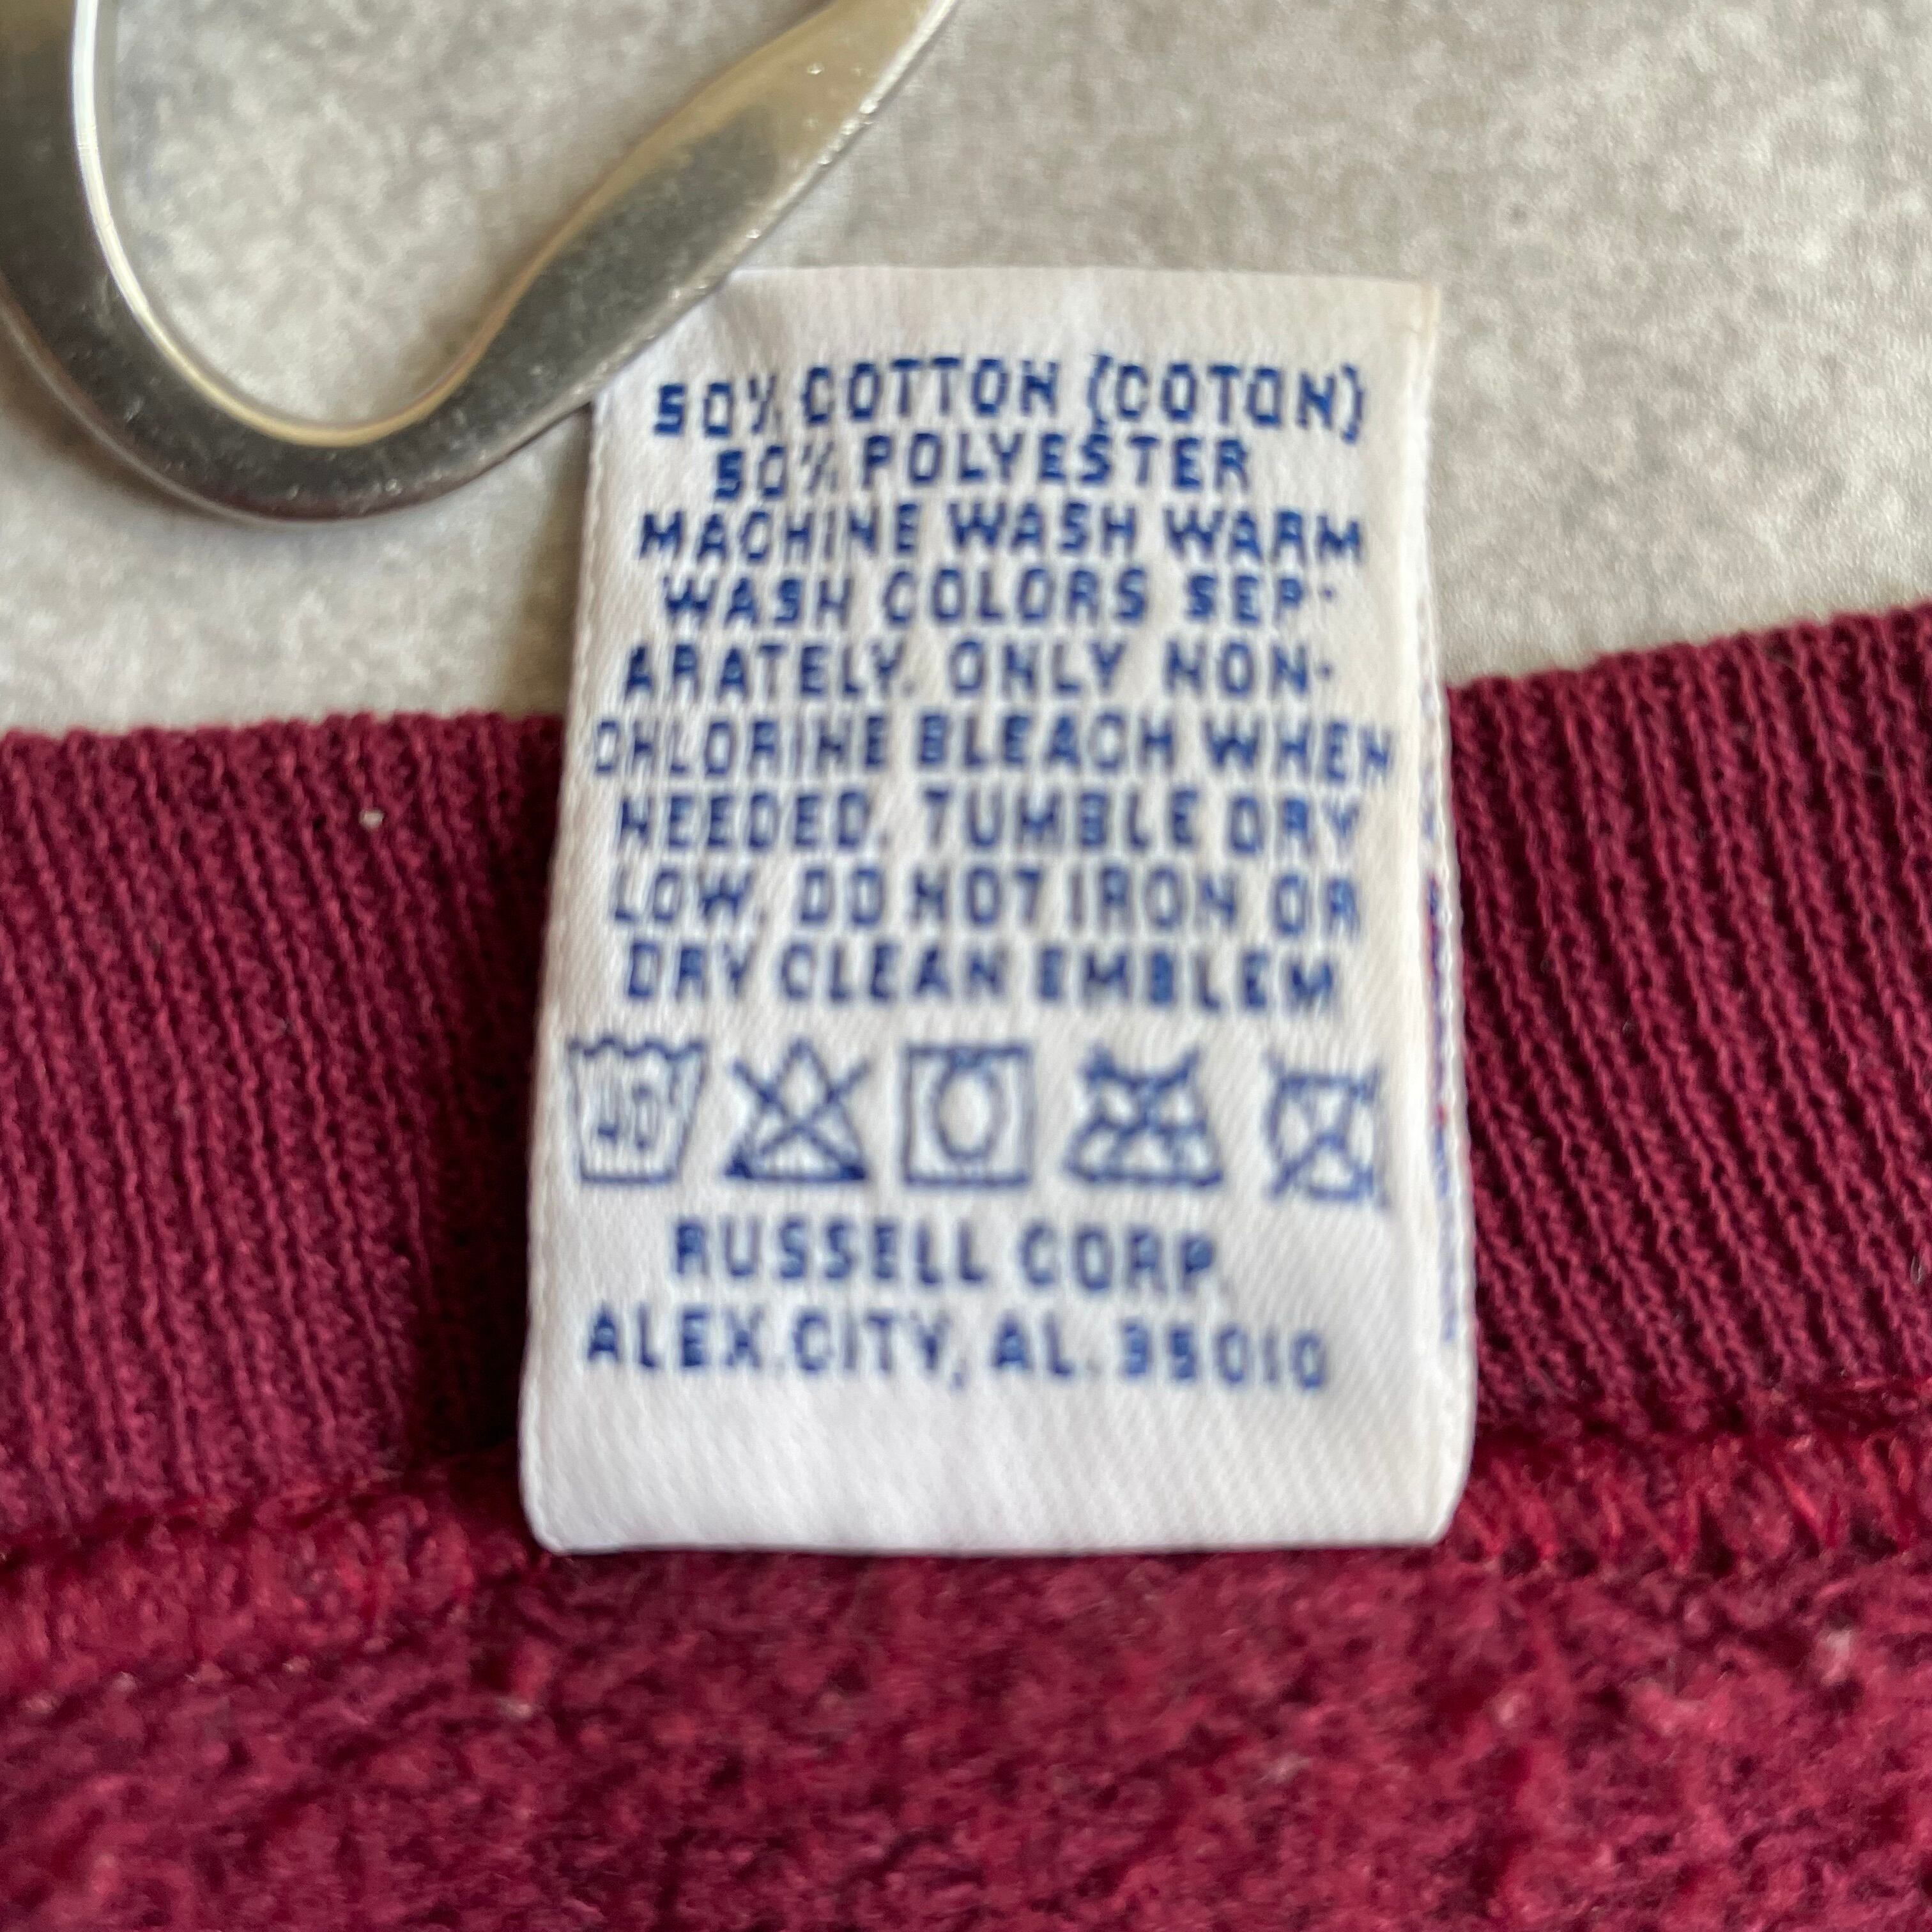 50% COTTON (COTON)
50% POLYESTER
MACHINE WASH WARM
WASH COLORS SEP-
ARATELY. ONLY NON-
CHLORINE BLEACH WHEN
NEEDED. TUMBLE DRY
LOW. DO NOT IRON OR
DRY CLEAN EMBLEM
40°
RUSSELL CORP.
ALEX.CITY, AL. 35010